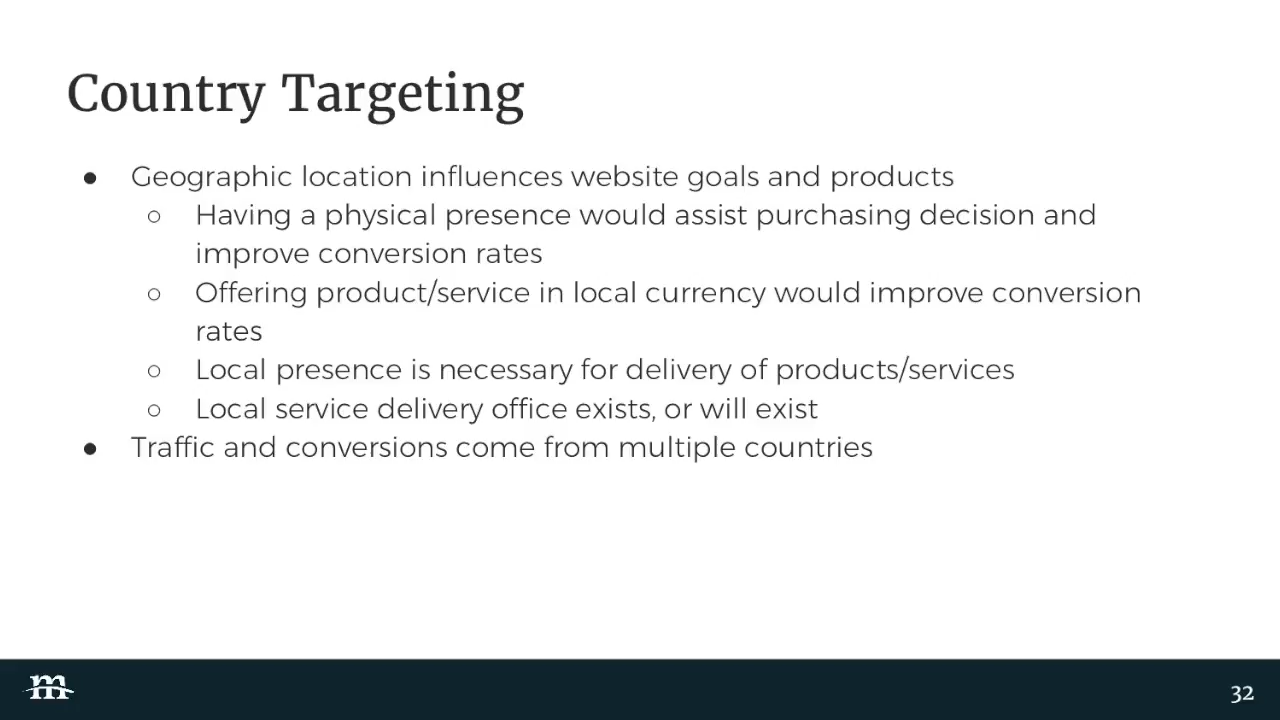 Country Targeting
● Geographic location influences website goals and products
○ Having a physical presence would assist purchasing decision and
improve conversion rates
○ Offering product/service in local currency would improve conversion
rates
○ Local presence is necessary for delivery of products/services
○ Local service delivery office exists, or will exist
● Traffic and conversions come from multiple countries
m
32